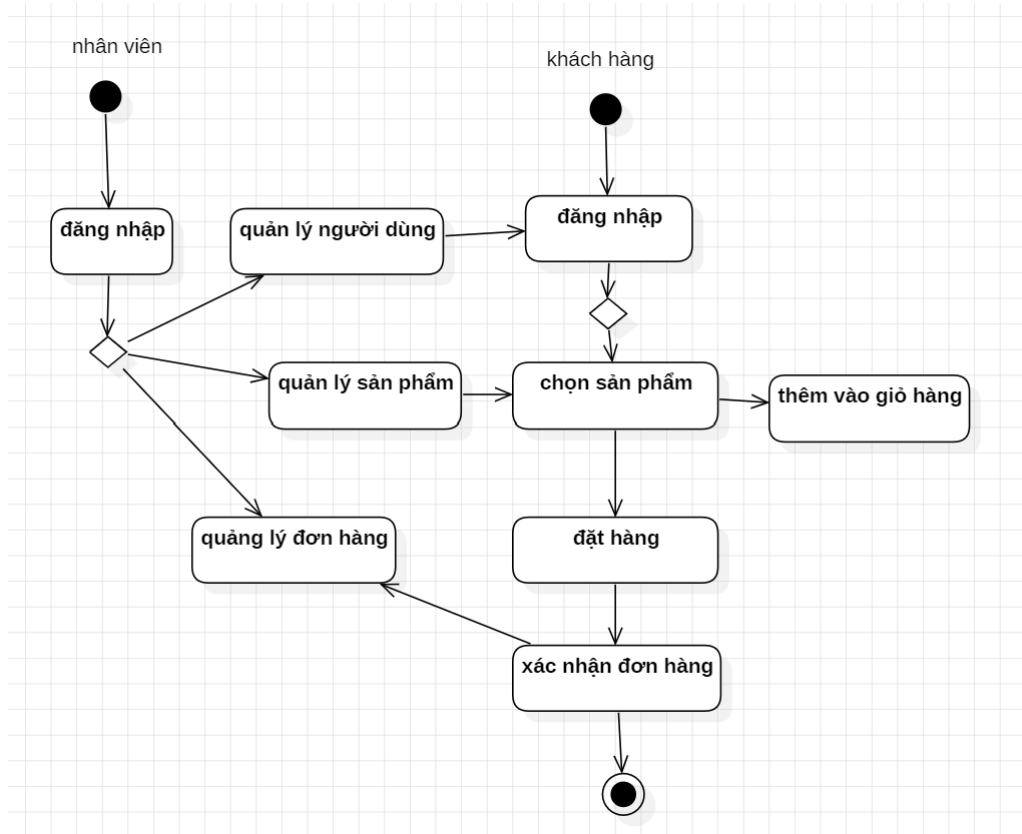 nhân viên
khách hàng
đăng nhập
quản lý người dùng
đăng nhập
quản lý sản phẩm
chọn sản phẩm
thêm vào giỏ hàng
quảng lý đơn hàng
đặt hàng
xác nhận đơn hàng